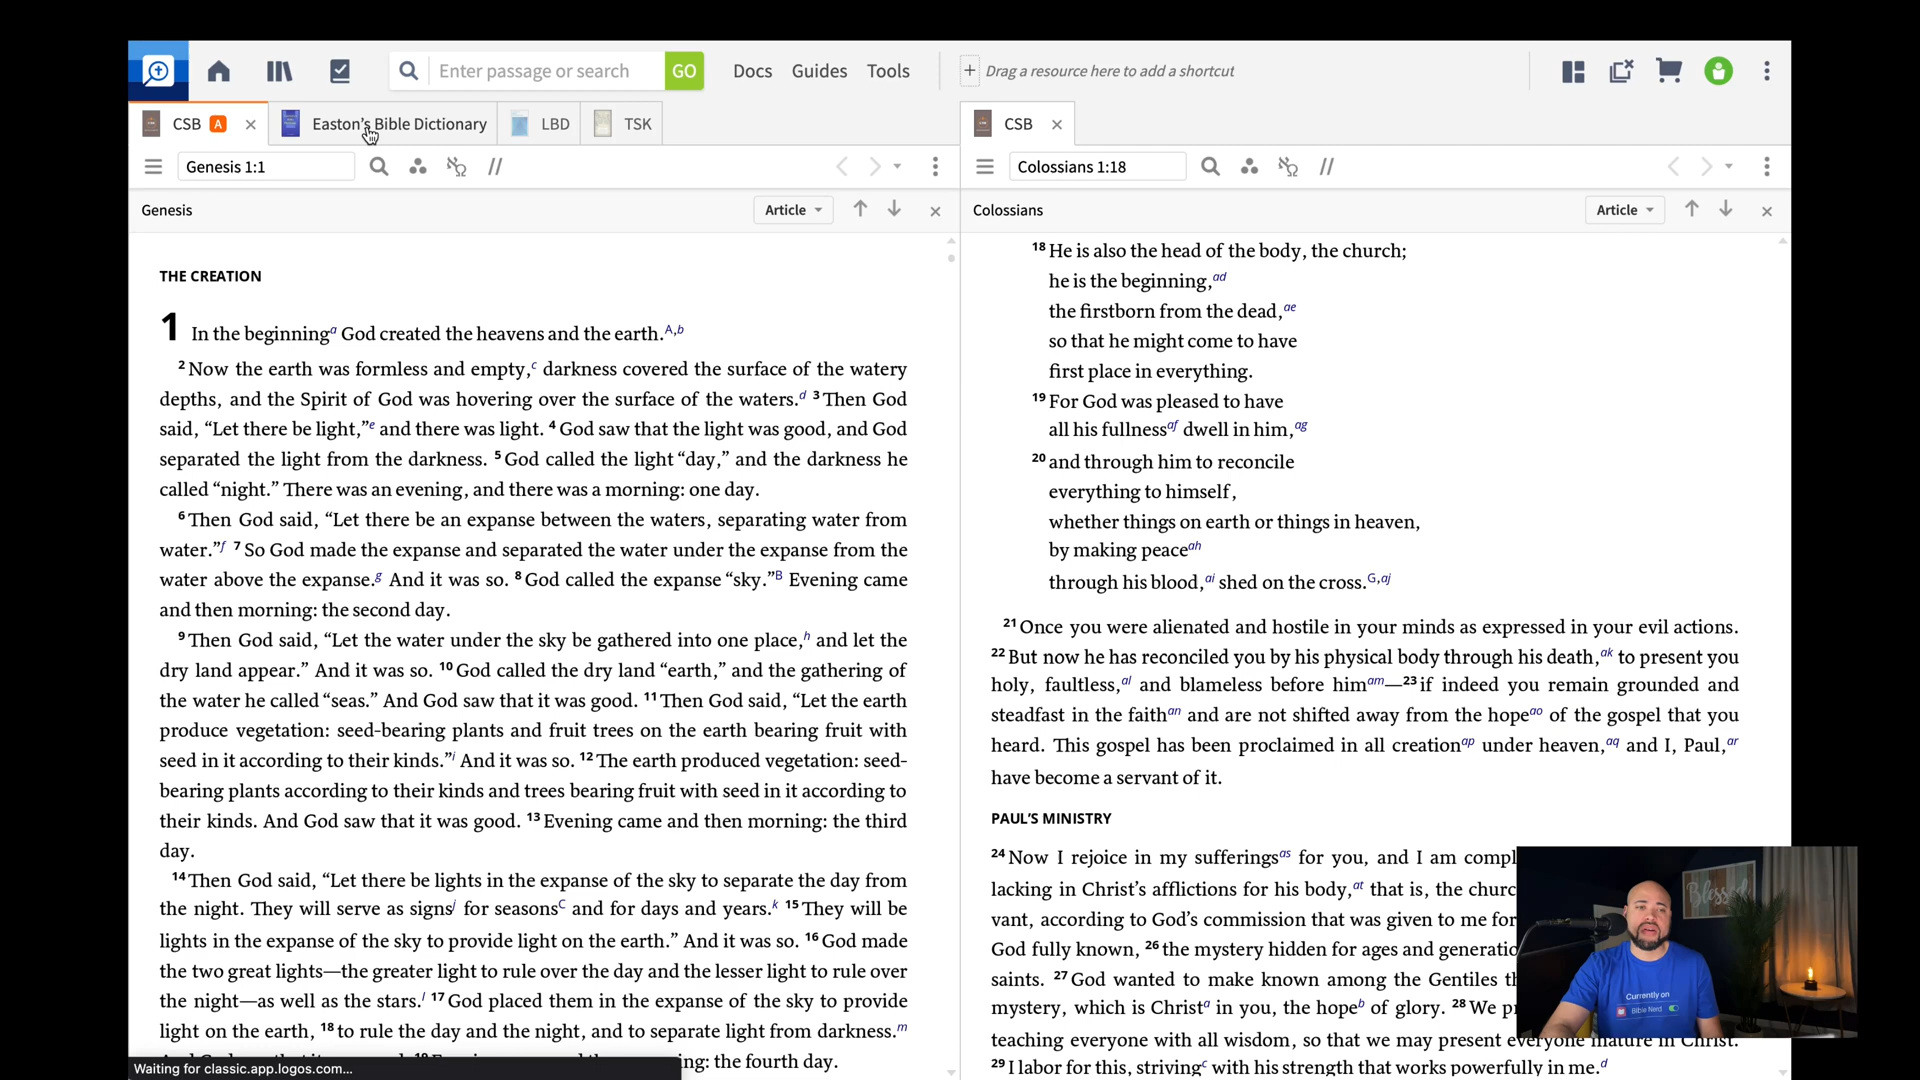 Enter passage or search
GO
Docs
Guides
Tools
Drag a resource here to add a shortcut
CSB A
Easton's Bible Dictionary
LBD
TSK
Genesis 1:1
Genesis
Article
THE CREATION
1 In the beginningᵃ God created the heavens and the earth.A,b
2 Now the earth was formless and empty,c darkness covered the surface of the watery
depths, and the Spirit of God was hovering over the surface of the waters.d 3 Then God
said, “Let there be light,”e and there was light. 4 God saw that the light was good, and God
separated the light from the darkness. 5 God called the light “day,” and the darkness he
called “night.” There was an evening, and there was a morning: one day.
6 Then God said, “Let there be an expanse between the waters, separating water from
water.”f 7 So God made the expanse and separated the water under the expanse from the
water above the expanse.g And it was so. 8 God called the expanse “sky.”B Evening came
and then morning: the second day.
9 Then God said, “Let the water under the sky be gathered into one place,h and let the
dry land appear.” And it was so. 10 God called the dry land “earth,” and the gathering of
the water he called “seas.” And God saw that it was good. 11 Then God said, “Let the earth
produce vegetation: seed-bearing plants and fruit trees on the earth bearing fruit with
seed in it according to their kinds.”i And it was so. 12 The earth produced vegetation: seed-
bearing plants according to their kinds and trees bearing fruit with seed in it according to
their kinds. And God saw that it was good. 13 Evening came and then morning: the third
day.
14 Then God said, “Let there be lights in the expanse of the sky to separate the day from
the night. They will serve as signsj for seasonsC and for days and years.k 15 They will be
lights in the expanse of the sky to provide light on the earth.” And it was so. 16 God made
the two great lights—the greater light to rule over the day and the lesser light to rule over
the night—as well as the stars.l 17 God placed them in the expanse of the sky to provide
light on the earth, 18 to rule the day and the night, and to separate light from darkness.m
ing: the fourth day.
Waiting for classic.app.logos.com...
CSB
Colossians 1:18
Colossians
Article
18 He is also the head of the body, the church;
he is the beginning,ad
the firstborn from the dead,ae
so that he might come to have
first place in everything.
19 For God was pleased to have
all his fullnessaf dwell in him,ag
20 and through him to reconcile
everything to himself,
whether things on earth or things in heaven,
by making peaceah
through his blood,ai shed on the cross.G,aj
21 Once you were alienated and hostile in your minds as expressed in your evil actions.
22 But now he has reconciled you by his physical body through his death,ak to present you
holy, faultless,al and blameless before himam—23 if indeed you remain grounded and
steadfast in the faithan and are not shifted away from the hopeao of the gospel that you
heard. This gospel has been proclaimed in all creationap under heaven,aq and I, Paul,ar
have become a servant of it.
PAUL'S MINISTRY
24 Now I rejoice in my sufferingsas for you, and I am compl
lacking in Christ's afflictions for his body,at that is, the churc
vant, according to God's commission that was given to me for
God fully known, 26 the mystery hidden for ages and generatio
saints. 27 God wanted to make known among the Gentiles th
mystery, which is Christa in you, the hopeb of glory. 28 We pr
teaching everyone with all wisdom, so that we may present everyone mature in Christ.
29 I labor for this, strivingc with his strength that works powerfully in me.d
Blessed
Currently on
Bible Nerd